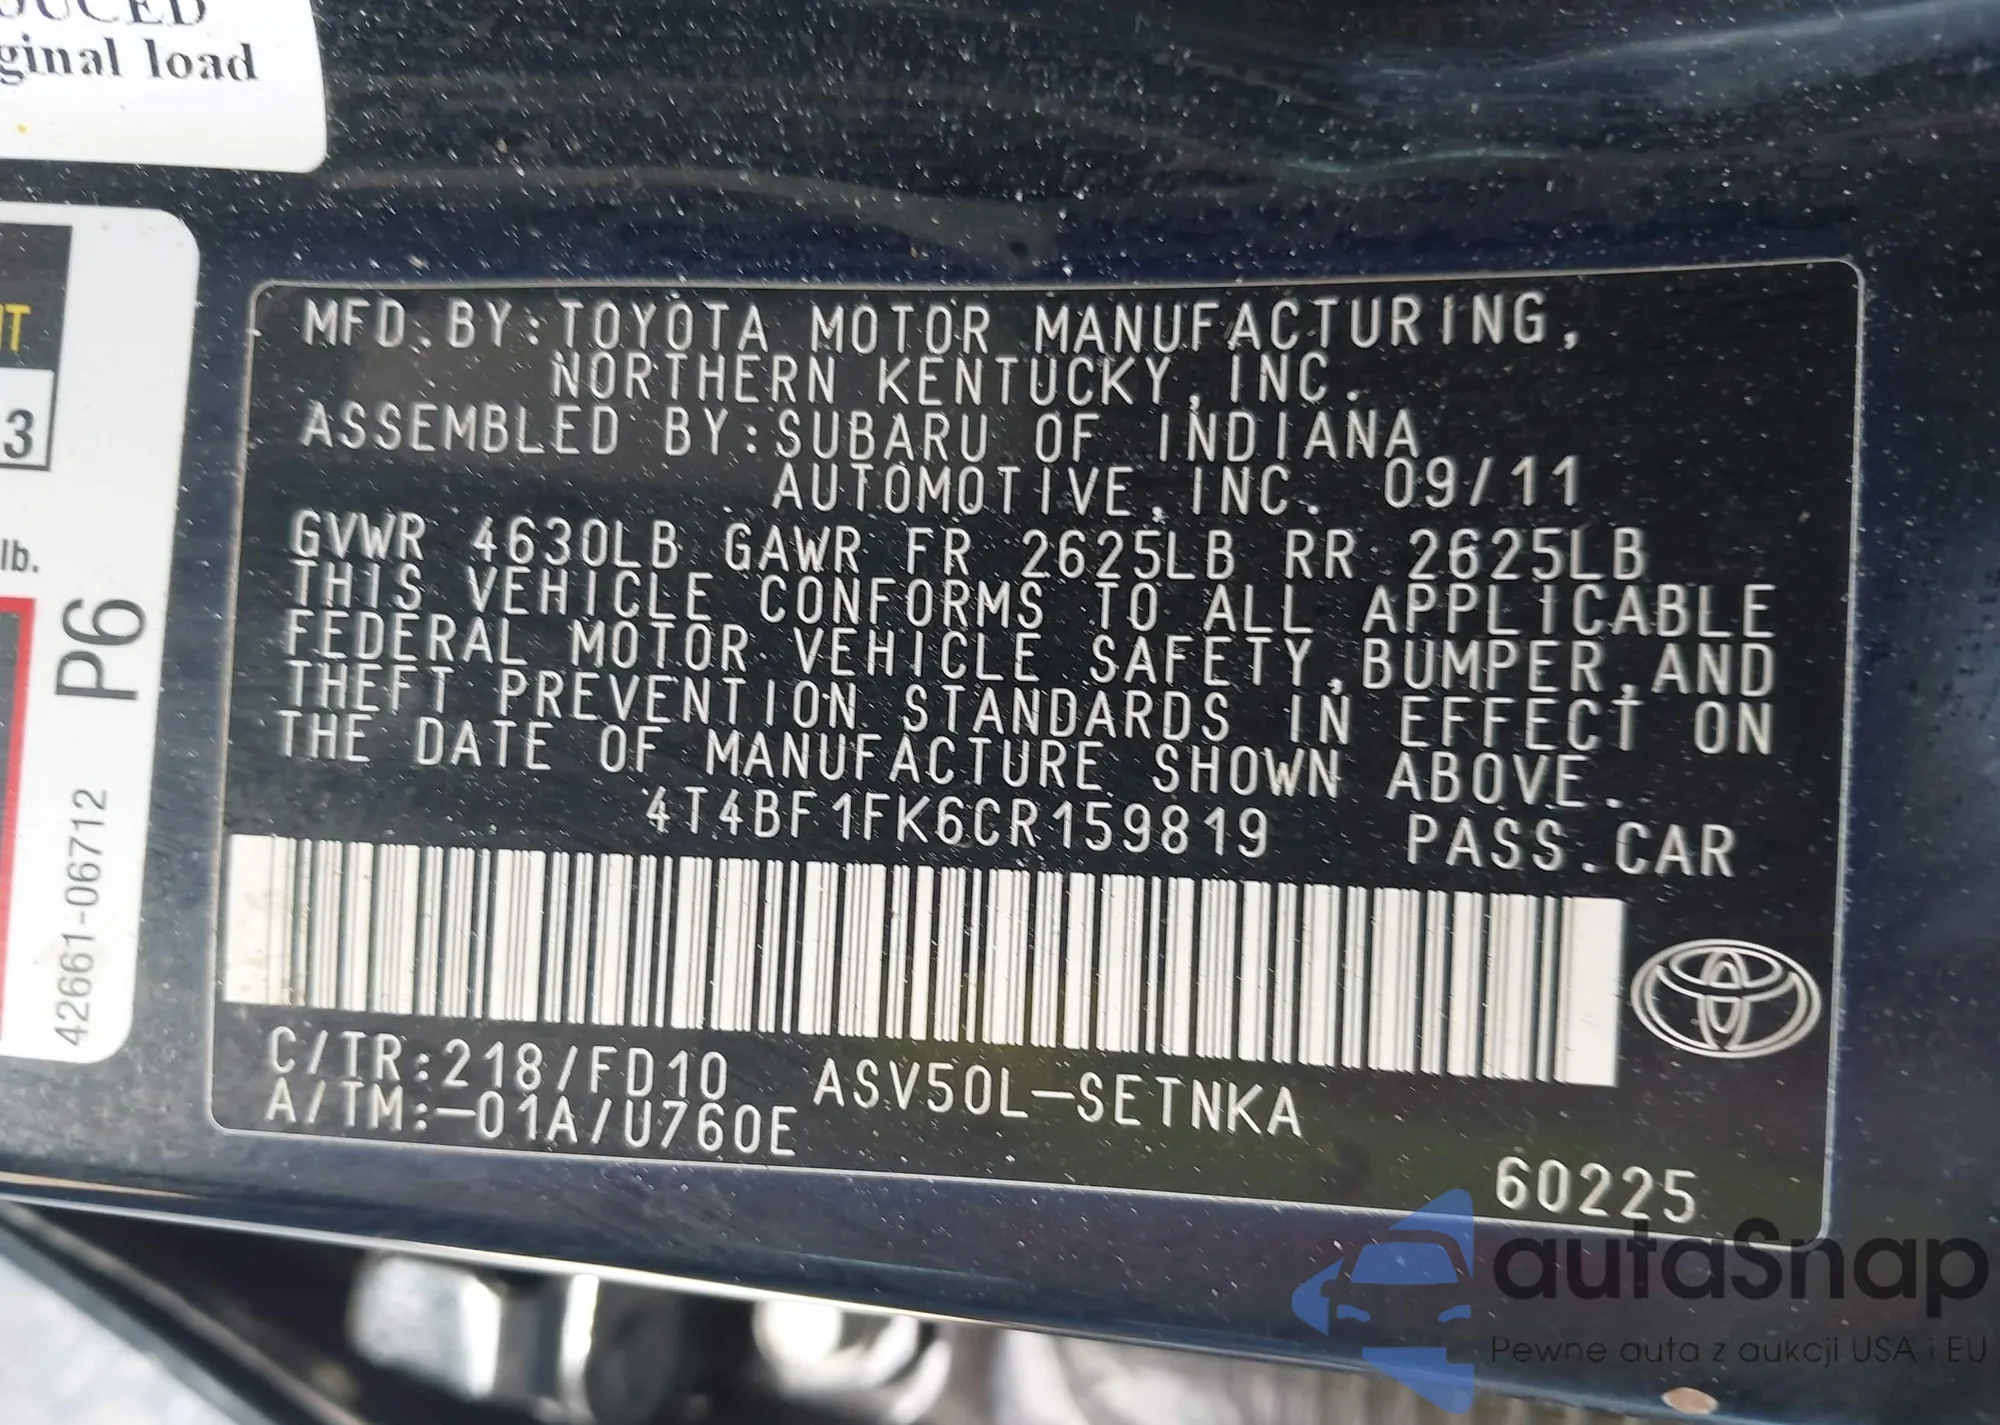 UCED
ginal load
T
3
lb.
P6
42661-06712
MFD.BY:TOYOTA MOTOR MANUFACTURING,
NORTHERN KENTUCKY,INC.
ASSEMBLED BY:SUBARU OF INDIANA
AUTOMOTIVE,INC. 09/11
GVWR 4630LB GAWR FR 2625LB RR 2625LB
THIS VEHICLE CONFORMS TO ALL APPLICABLE
FEDERAL MOTOR VEHICLE SAFETY,BUMPER,AND
THEFT PREVENTION STANDARDS IN EFFECT ON
THE DATE OF MANUFACTURE SHOWN ABOVE.
4T4BF1FK6CR159819 PASS.CAR
C/TR:218/FD10 ASV50L-SETNKA
A/TM:-01A/U760E
60225
autaSnap
Pewne auta z aukcji USA i EU